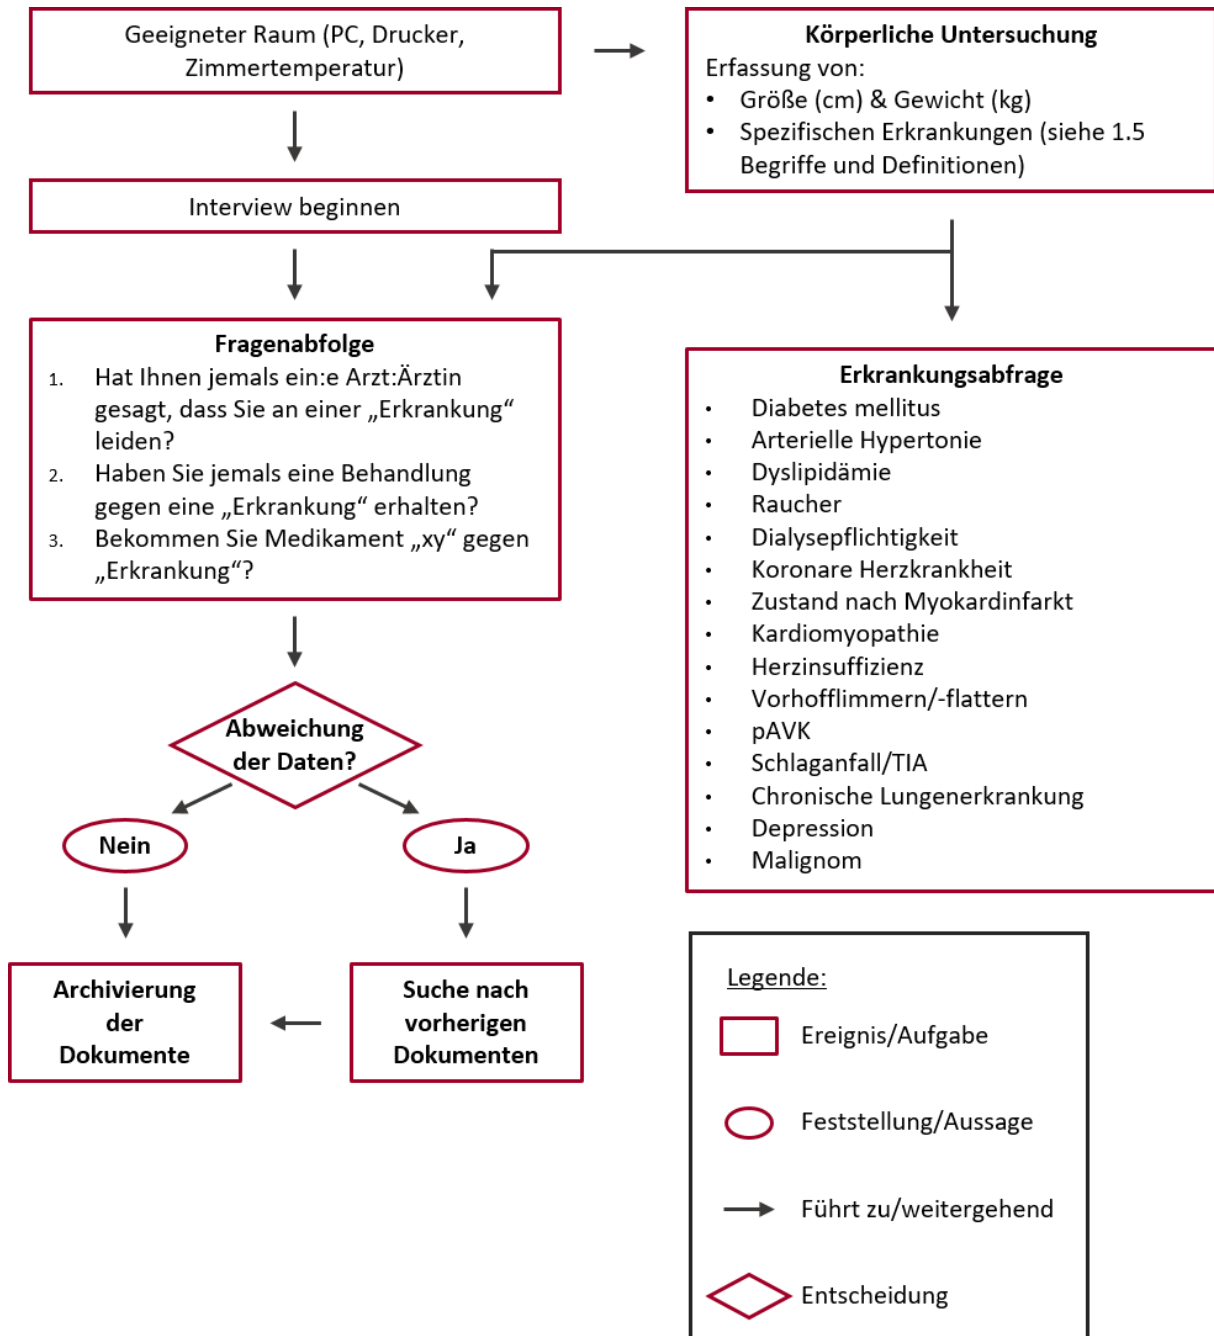 Geeigneter Raum (PC, Drucker,
Zimmertemperatur)
Körperliche Untersuchung
Erfassung von:
• Größe (cm) & Gewicht (kg)
• Spezifischen Erkrankungen (siehe 1.5
Begriffe und Definitionen)
Interview beginnen
Fragenabfolge
1. Hat Ihnen jemals ein:e Arzt:Ärztin
gesagt, dass Sie an einer „Erkrankung“
leiden?
2. Haben Sie jemals eine Behandlung
gegen eine „Erkrankung“ erhalten?
3. Bekommen Sie Medikament „xy“ gegen
„Erkrankung“?
Erkrankungsabfrage
• Diabetes mellitus
• Arterielle Hypertonie
• Dyslipidämie
• Raucher
• Dialysepflichtigkeit
• Koronare Herzkrankheit
• Zustand nach Myokardinfarkt
• Kardiomyopathie
• Herzinsuffizienz
• Vorhofflimmern/-flattern
• pAVK
• Schlaganfall/TIA
• Chronische Lungenerkrankung
• Depression
• Malignom
Abweichung
der Daten?
Nein
Ja
Archivierung
der
Dokumente
Suche nach
vorherigen
Dokumenten
Legende:
Ereignis/Aufgabe
Feststellung/Aussage
Führt zu/weitergehend
Entscheidung